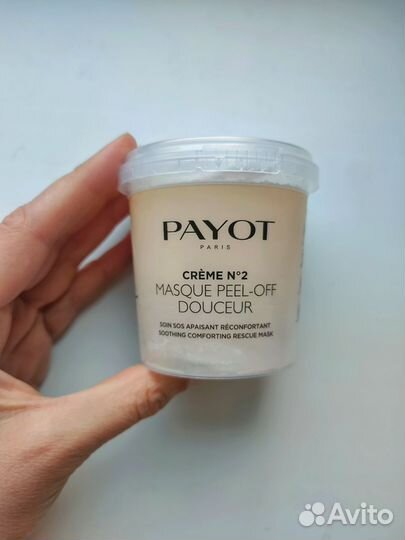 PAYOT
PARIS
CRÈME N°2
MASQUE PEEL-OFF
DOUCEUR
SOIN SOS APAISANT RÉCONFORTANT
SOOTHING COMFORTING RESCUE MASK
Avito